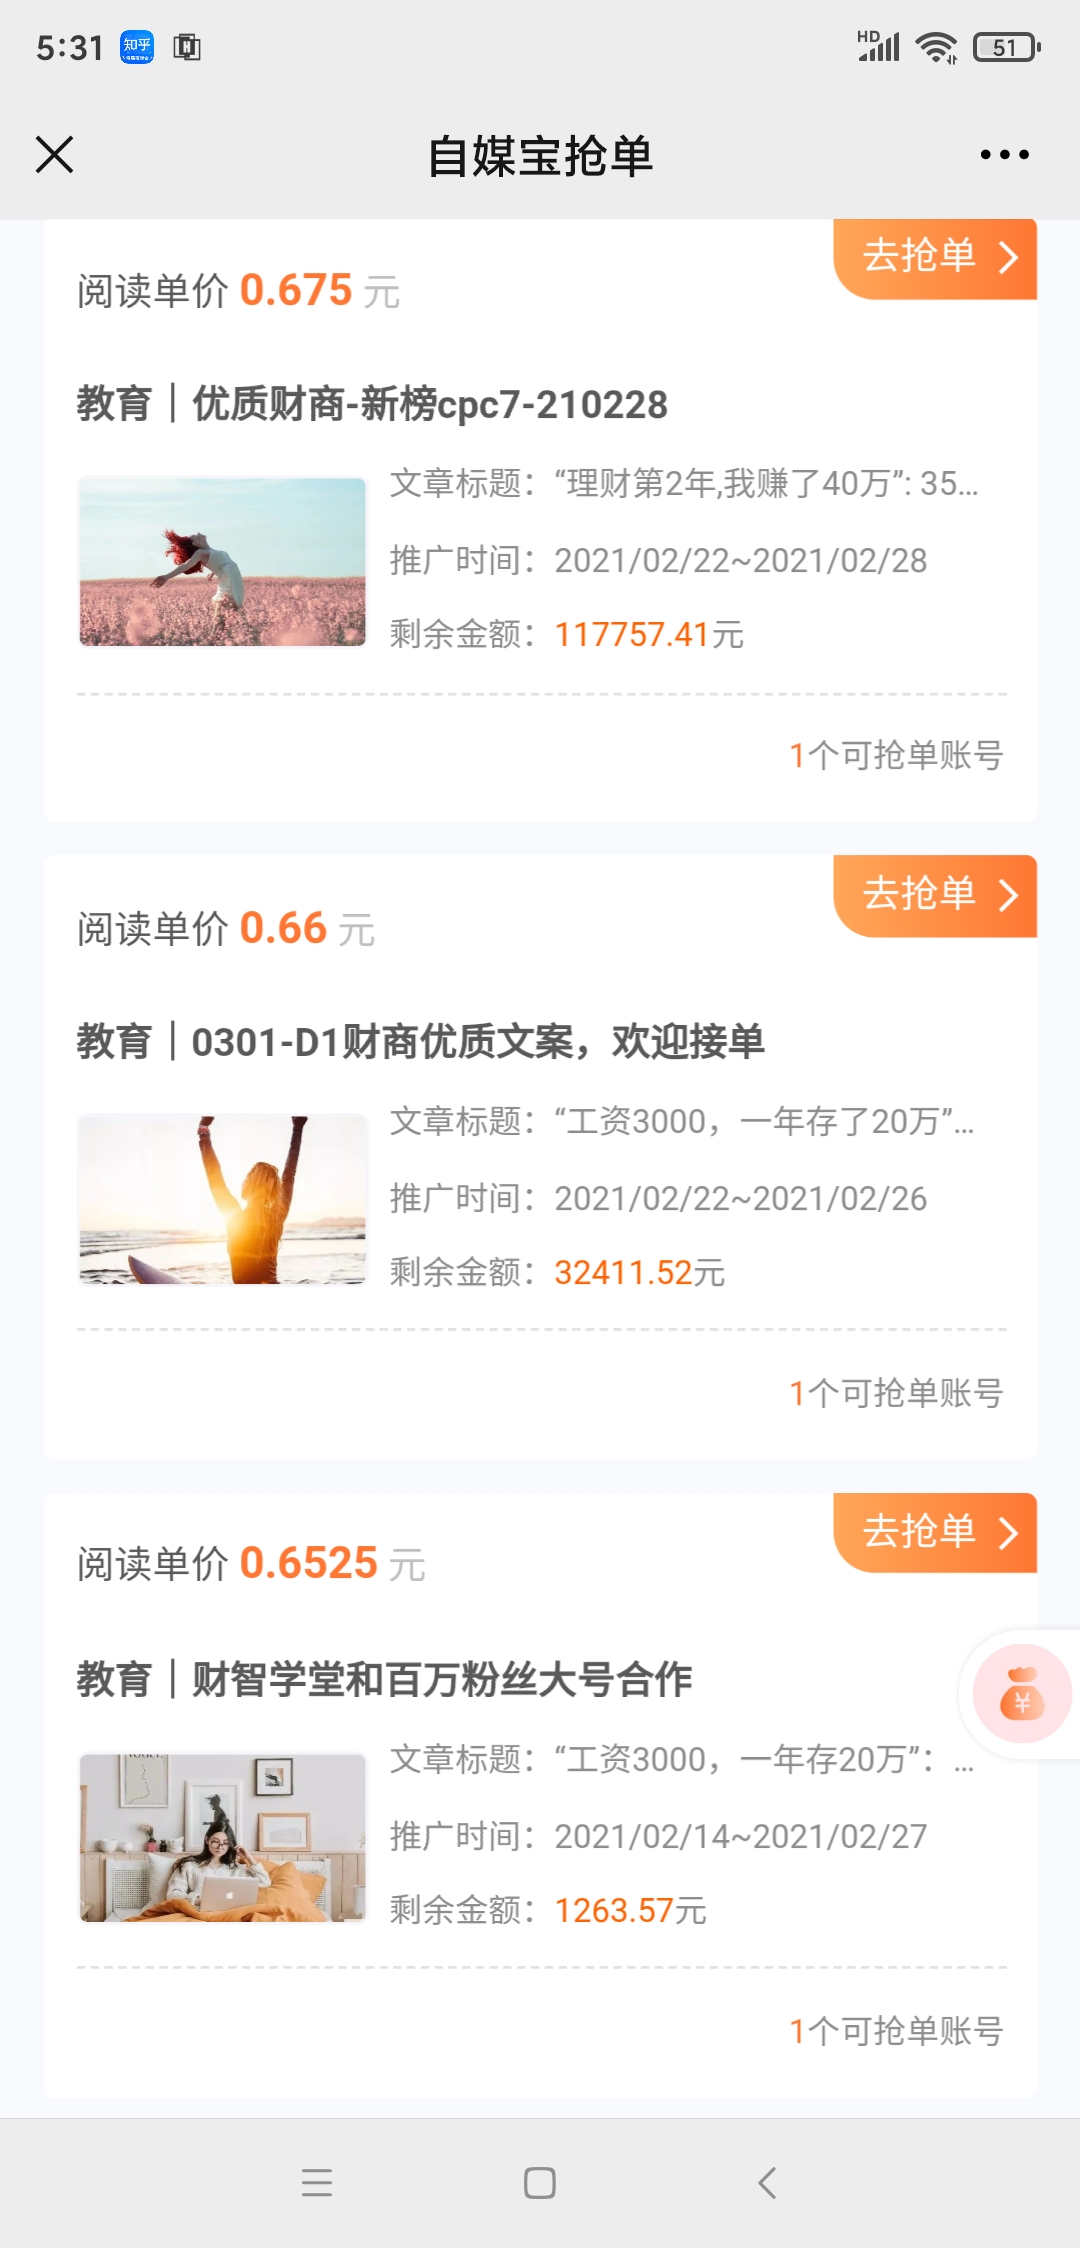 5:31
知乎
HD
51
自媒宝抢单
去抢单
阅读单价 0.675 元
教育｜优质财商-新榜cpc7-210228
文章标题：“理财第2年,我赚了40万”: 35...
推广时间：2021/02/22~2021/02/28
剩余金额：117757.41元
1个可抢单账号
去抢单
阅读单价 0.66 元
教育｜0301-D1财商优质文案，欢迎接单
文章标题：“工资3000，一年存了20万”...
推广时间：2021/02/22~2021/02/26
剩余金额：32411.52元
1个可抢单账号
去抢单
阅读单价 0.6525 元
教育｜财智学堂和百万粉丝大号合作
文章标题：“工资3000，一年存20万”：...
推广时间：2021/02/14~2021/02/27
¥
剩余金额：1263.57元
1个可抢单账号